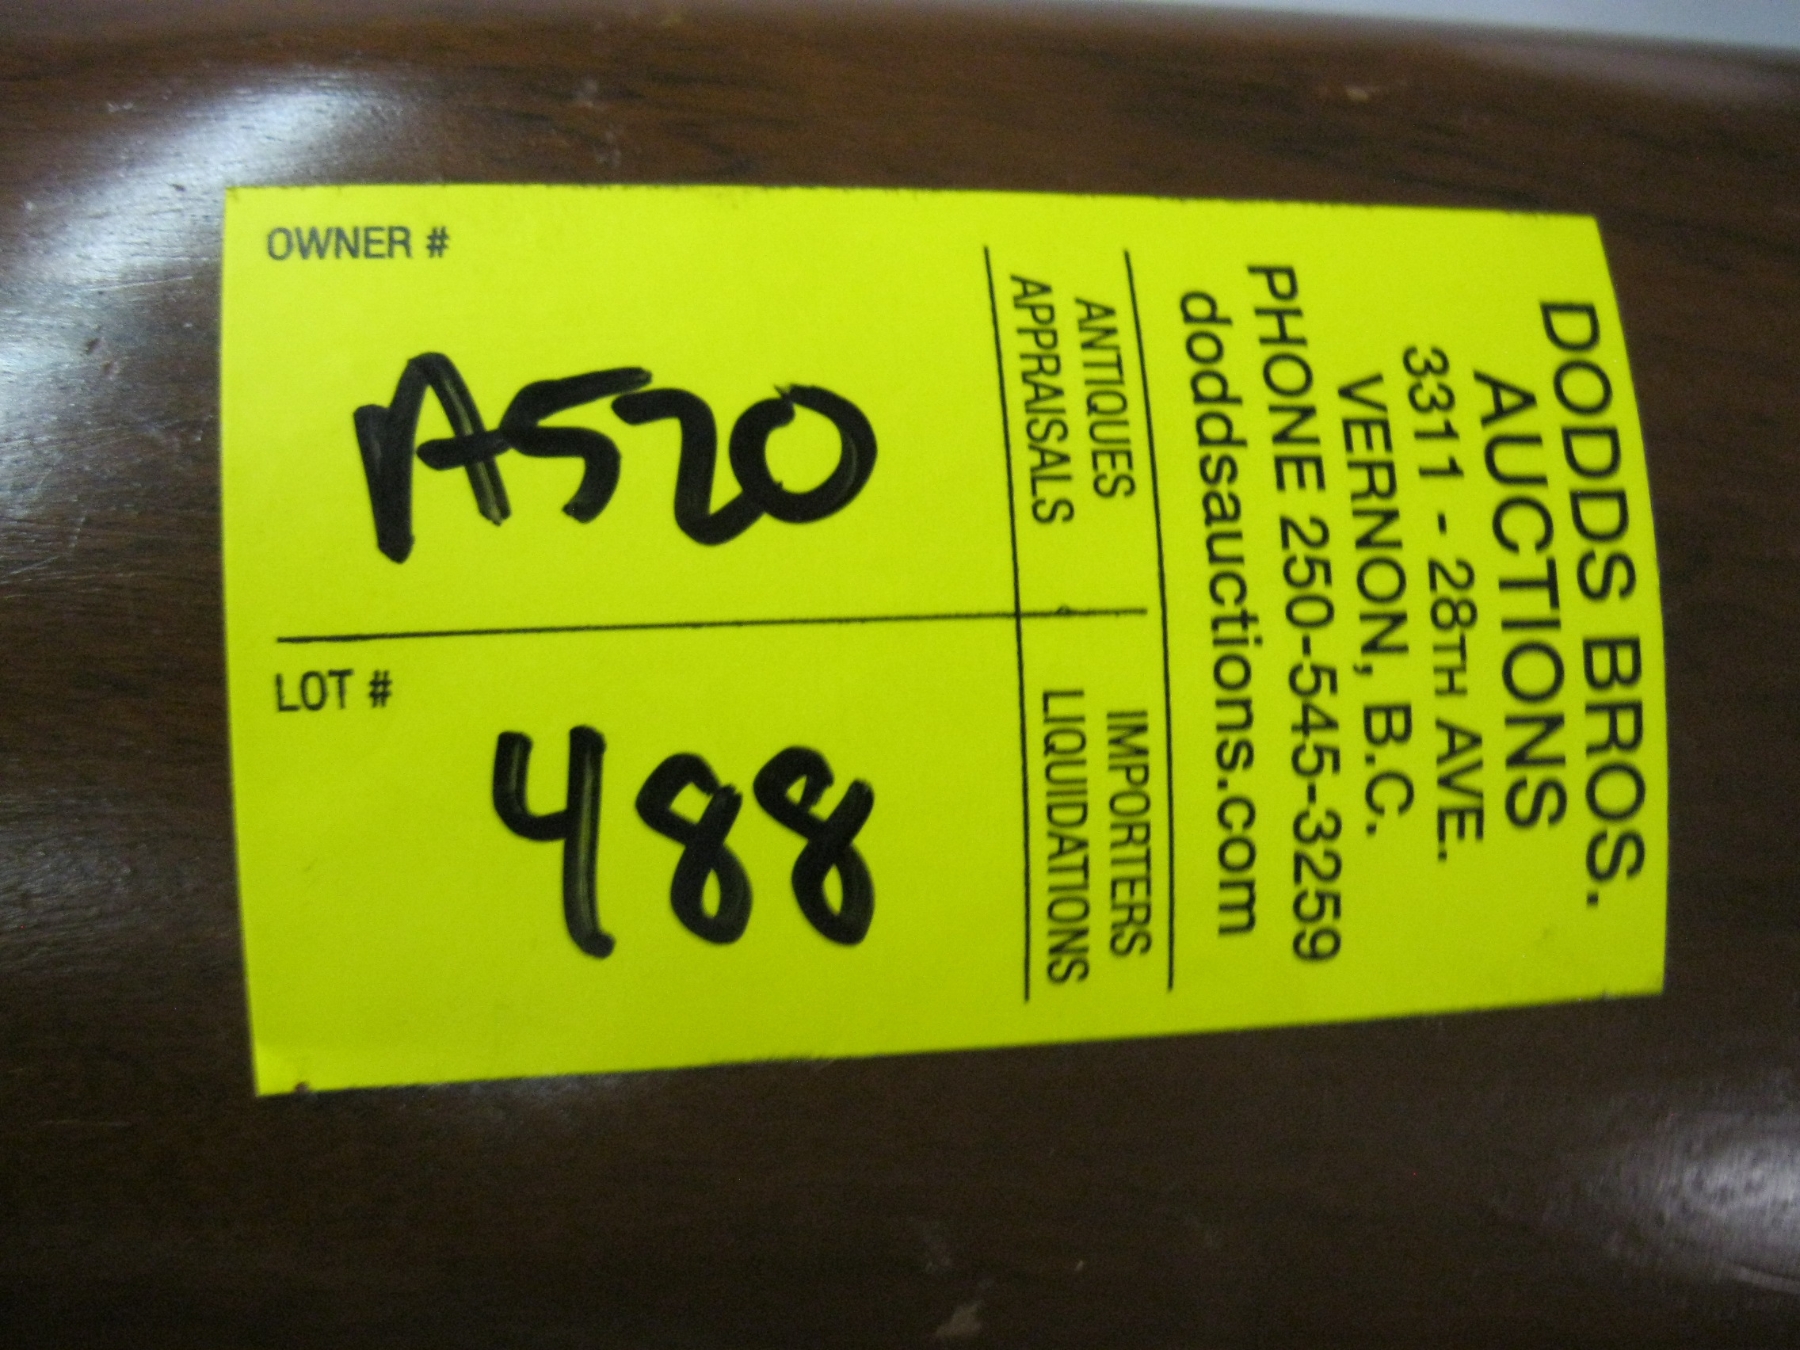 DODDS BROS.
AUCTIONS
3311 - 28TH AVE.
VERNON, B.C.
PHONE 250-545-3259
doddsauctions.com
ANTIQUES
APPRAISALS
IMPORTERS
LIQUIDATIONS
OWNER #
A520
LOT #
488